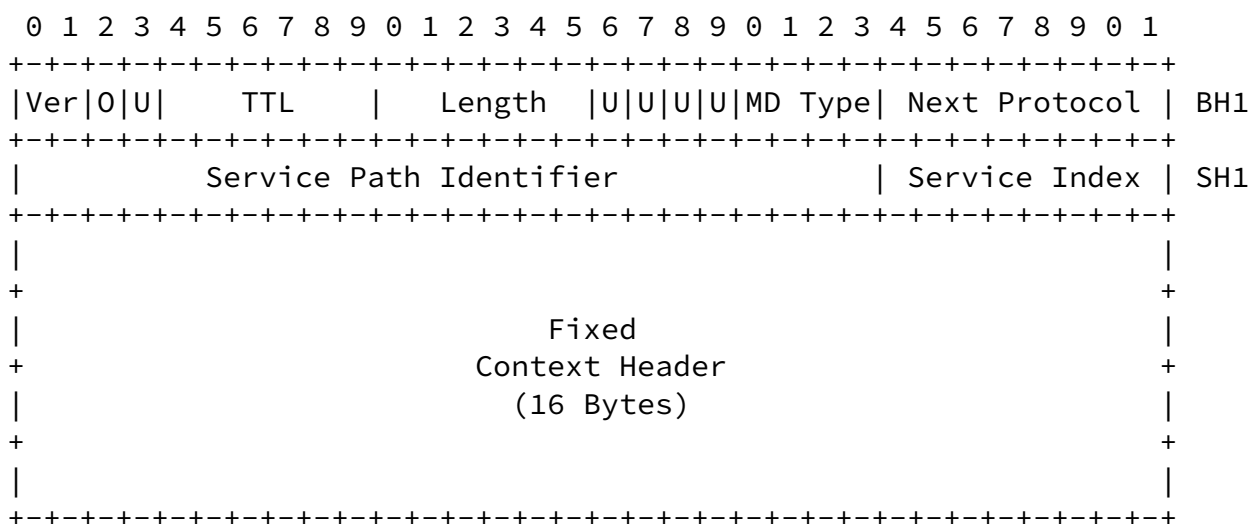 0 1 2 3 4 5 6 7 8 9 0 1 2 3 4 5 6 7 8 9 0 1 2 3 4 5 6 7 8 9 0 1
+-+-+-+-+-+-+-+-+-+-+-+-+-+-+-+-+-+-+-+-+-+-+-+-+-+-+-+-+-+-+-+-+
|Ver|O|U|    TTL    |   Length  |U|U|U|U|MD Type| Next Protocol | BH1
+-+-+-+-+-+-+-+-+-+-+-+-+-+-+-+-+-+-+-+-+-+-+-+-+-+-+-+-+-+-+-+-+
|          Service Path Identifier              | Service Index | SH1
+-+-+-+-+-+-+-+-+-+-+-+-+-+-+-+-+-+-+-+-+-+-+-+-+-+-+-+-+-+-+-+-+
|                                                               |
+                                                               +
|                             Fixed                             |
+                         Context Header                        +
|                           (16 Bytes)                          |
+                                                               +
|                                                               |
+-+-+-+-+-+-+-+-+-+-+-+-+-+-+-+-+-+-+-+-+-+-+-+-+-+-+-+-+-+-+-+-+